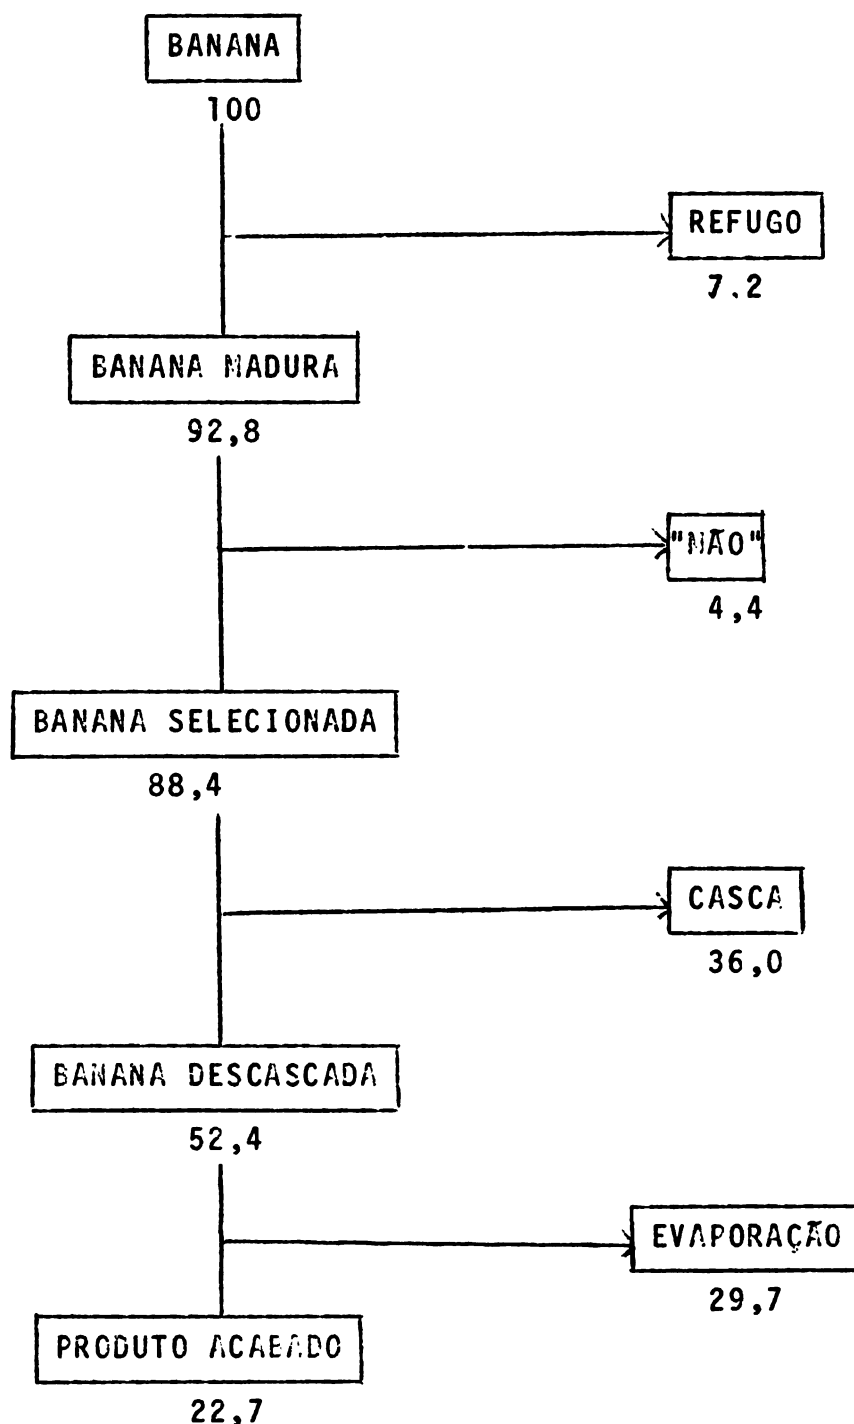 BANANA
100
REFUGO
7.2
BANANA MADURA
92,8
"NÃO"
4,4
BANANA SELECIONADA
88,4
CASCA
36,0
BANANA DESCASCADA
52,4
EVAPORAÇÃO
29,7
PRODUTO ACABADO
22,7